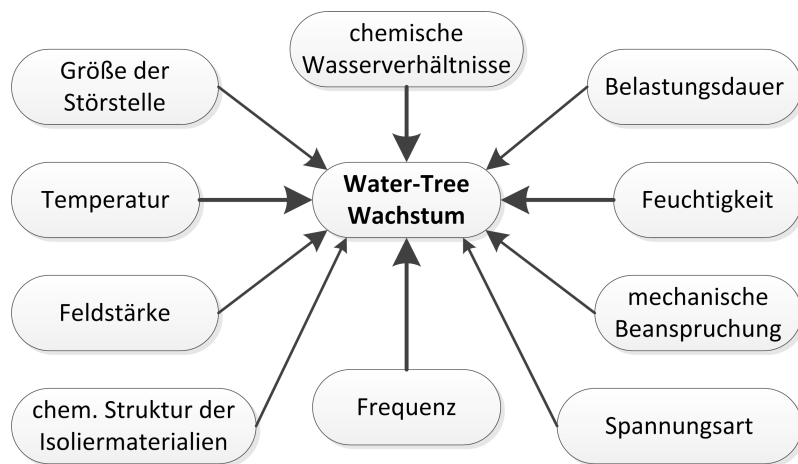 chemische
Wasserverhältnisse
Größe der
Störstelle
Belastungsdauer
Temperatur
Water-Tree
Wachstum
Feuchtigkeit
Feldstärke
mechanische
Beanspruchung
chem. Struktur der
Isoliermaterialien
Frequenz
Spannungsart